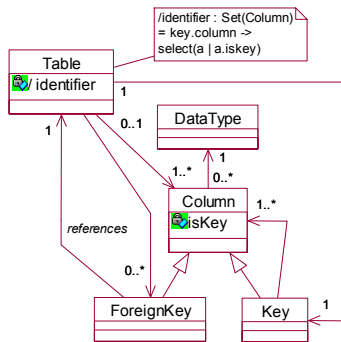 /identifier : Set(Column)
= key.column ->
select(a | a.iskey)
Table
/ identifier
1
1
0..1
DataType
1
1..*
0..*
Column
isKey
1..*
references
0..*
ForeignKey
Key
1